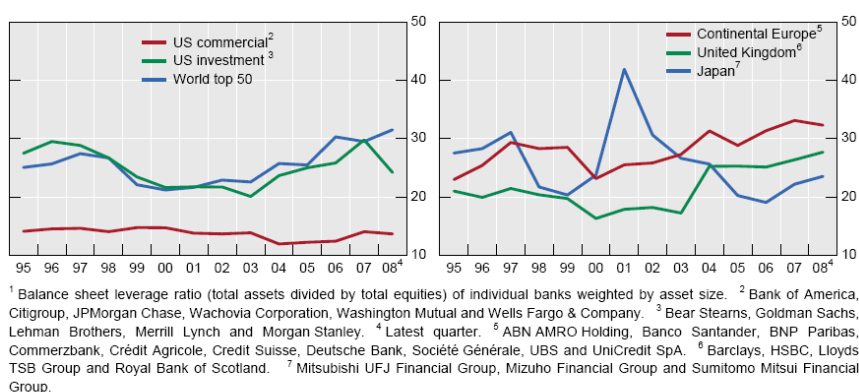 50
US commercial2
US investment 3
World top 50
40
30
20
10
95 96 97 98 99 00 01 02 03 04 05 06 07 084
50
Continental Europe5
United Kingdom6
Japan7
40
30
20
10
95 96 97 98 99 00 01 02 03 04 05 06 07 084
1 Balance sheet leverage ratio (total assets divided by total equities) of individual banks weighted by asset size. 2 Bank of America,
Citigroup, JPMorgan Chase, Wachovia Corporation, Washington Mutual and Wells Fargo & Company. 3 Bear Stearns, Goldman Sachs,
Lehman Brothers, Merrill Lynch and Morgan Stanley. 4 Latest quarter. 5 ABN AMRO Holding, Banco Santander, BNP Paribas,
Commerzbank, Crédit Agricole, Credit Suisse, Deutsche Bank, Société Générale, UBS and UniCredit SpA. 6 Barclays, HSBC, Lloyds
TSB Group and Royal Bank of Scotland. 7 Mitsubishi UFJ Financial Group, Mizuho Financial Group and Sumitomo Mitsui Financial
Group.